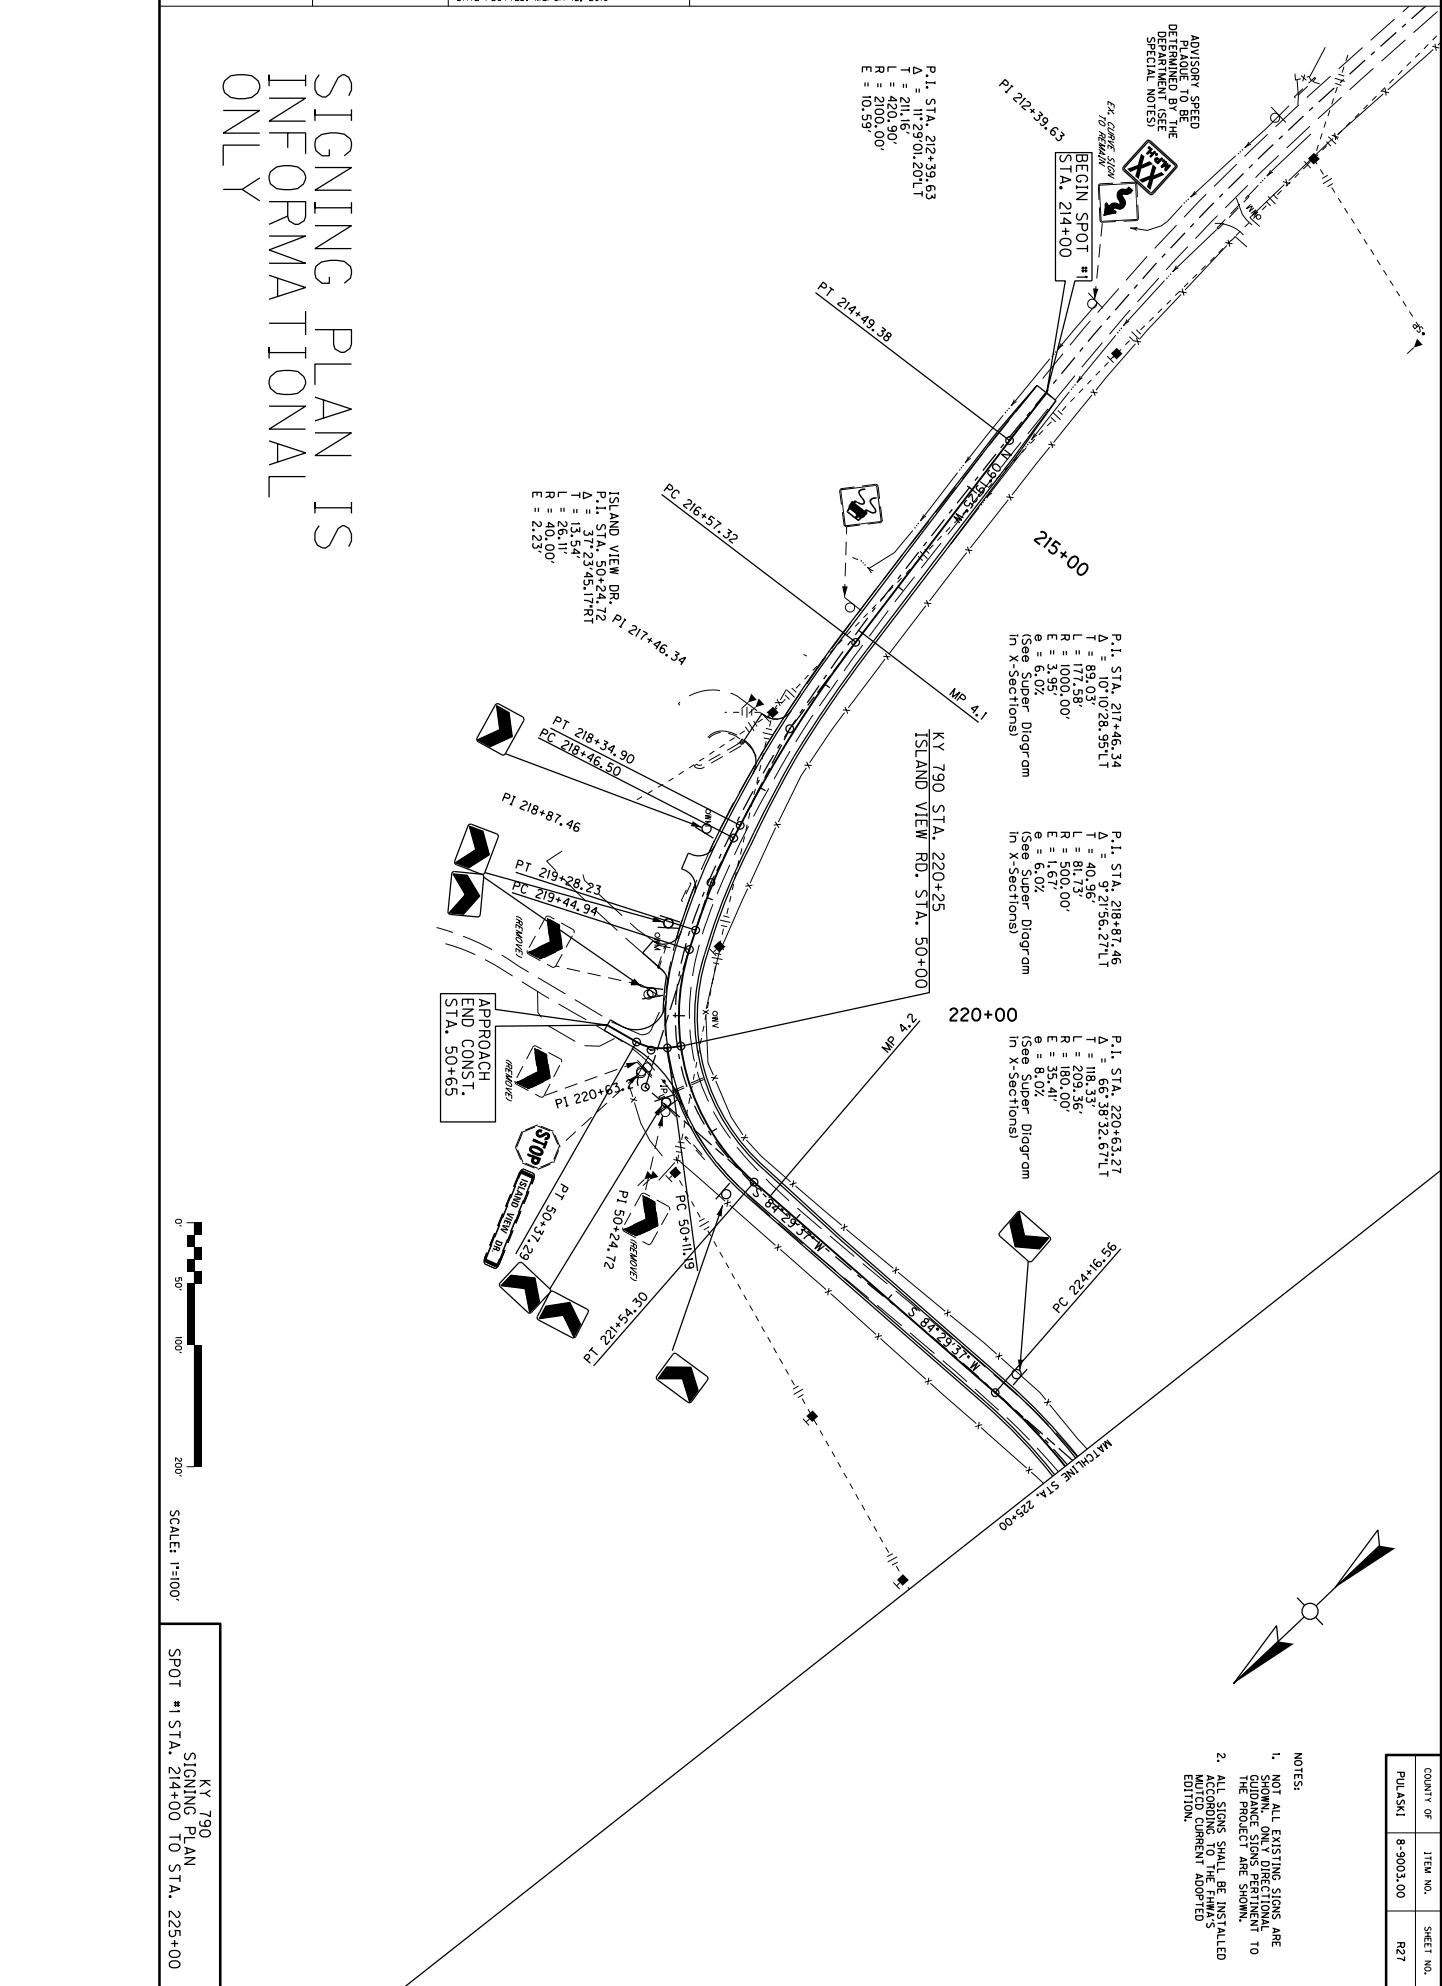 COUNTY OF
ITEM NO.
SHEET NO.
PULASKI
8-9003.00
R27
NOTES:
1. NOT ALL EXISTING SIGNS ARE
SHOWN. ONLY DIRECTIONAL
GUIDANCE SIGNS PERTINENT TO
THE PROJECT ARE SHOWN.
2. ALL SIGNS SHALL BE INSTALLED
ACCORDING TO THE FHWA'S
MUTCD CURRENT ADOPTED
EDITION.
ADVISORY SPEED
PLAQUE TO BE
DETERMINED BY THE
DEPARTMENT (SEE
SPECIAL NOTES)
XX
M.P.H.
EX. CURVE SIGN
TO REMAIN
BEGIN SPOT #1
STA. 214+00
PI 212+39.63
P.I. STA. 212+39.63
Δ = 11°29'01.20"LT
T = 211.16'
L = 420.90'
R = 2100.00'
E = 10.59'
PT 214+49.38
N 09°19'25" W
215+00
PC 216+57.32
MP 4.1
ISLAND VIEW DR.
P.I. STA. 50+24.72
Δ = 37°23'45.17"RT
T = 13.54'
L = 26.11'
R = 40.00'
E = 2.23'
PI 217+46.34
P.I. STA. 217+46.34
Δ = 10°10'28.95"LT
T = 89.03'
L = 177.58'
R = 1000.00'
E = 3.95'
e = 6.0%
(See Super Diagram
in X-Sections)
P.I. STA. 218+87.46
Δ = 9°21'56.27"LT
T = 40.96'
L = 81.73'
R = 500.00'
E = 1.67'
e = 6.0%
(See Super Diagram
in X-Sections)
P.I. STA. 220+63.27
Δ = 66°38'32.67"LT
T = 118.33'
L = 209.36'
R = 180.00'
E = 35.41'
e = 8.0%
(See Super Diagram
in X-Sections)
KY 790 STA. 220+25
ISLAND VIEW RD. STA. 50+00
220+00
MP 4.2
PT 218+34.90
PC 218+46.50
PI 218+87.46
PT 219+28.23
PC 219+44.94
(REMOVE)
APPROACH
END CONST.
STA. 50+65
(REMOVE)
STOP
ISLAND VIEW DR.
PT 50+37.29
PI 50+24.72
(REMOVE)
PC 50+11.19
PT 221+54.30
S 84°29'37" W
S 84°29'37" W
PC 224+16.56
MATCHLINE STA. 225+00
OWM
SIGNING PLAN IS
INFORMATIONAL
ONLY
0'
50'
100'
200'
SCALE: 1"=100'
KY 790
SIGNING PLAN
SPOT #1 STA. 214+00 TO STA. 225+00